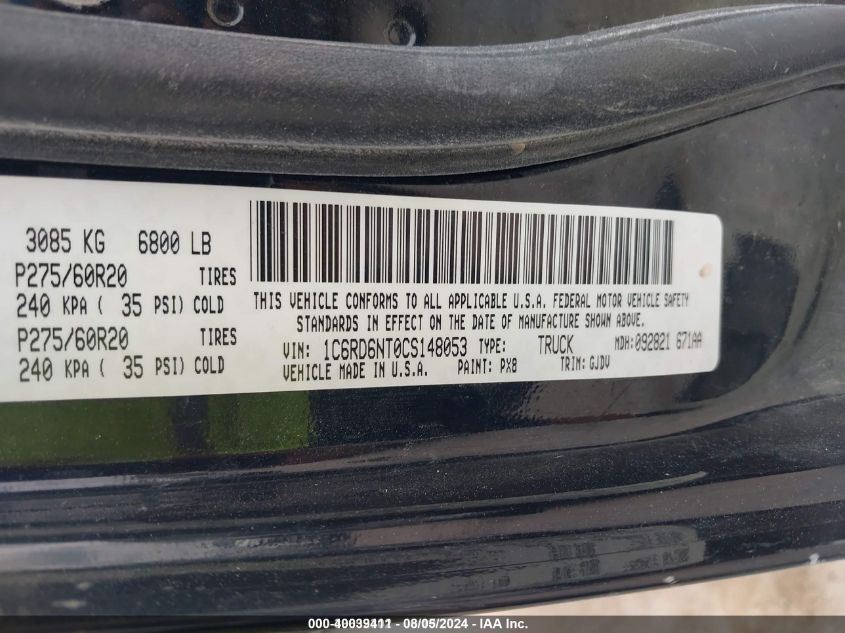 3085 KG 6800 LB
P275/60R20 TIRES
240 KPA ( 35 PSI) COLD
P275/60R20 TIRES
240 KPA ( 35 PSI) COLD
THIS VEHICLE CONFORMS TO ALL APPLICABLE U.S.A. FEDERAL MOTOR VEHICLE SAFETY
STANDARDS IN EFFECT ON THE DATE OF MANUFACTURE SHOWN ABOVE.
VIN: 1C6RD6NT0CS148053 TYPE: TRUCK MDH:092821 671AA
VEHICLE MADE IN U.S.A. PAINT: PX8 TRIM: GJDV
000-40039411 - 08/05/2024 - IAA Inc.